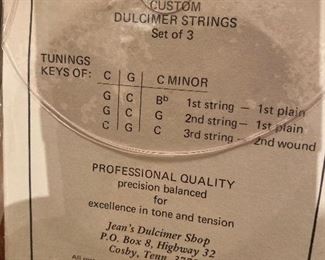 CUSTOM
DULCIMER STRINGS
Set of 3
TUNINGS
KEYS OF: C G C MINOR
G C Bb 1st string — 1st plain
G C G 2nd string — 1st plain
C G C 3rd string — 2nd wound
PROFESSIONAL QUALITY
precision balanced
for
excellence in tone and tension
Jean's Dulcimer Shop
P.O. Box 8, Highway 32
Cosby, Tenn.